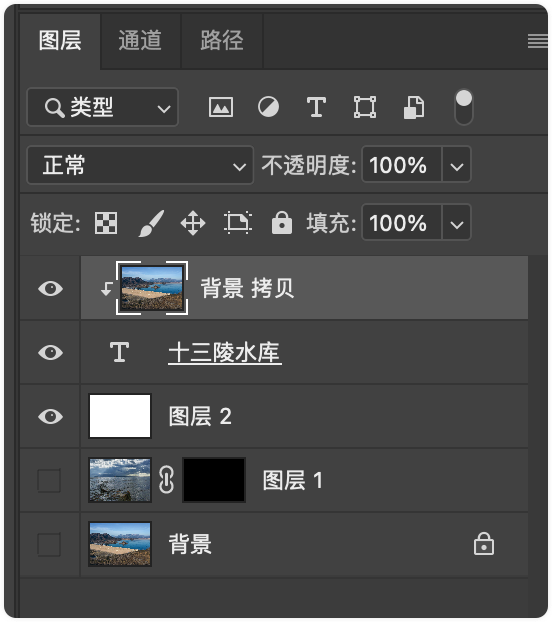 图层 通道 路径
类型
正常 不透明度: 100%
锁定: 填充: 100%
背景 拷贝
T 十三陵水库
图层 2
图层 1
背景